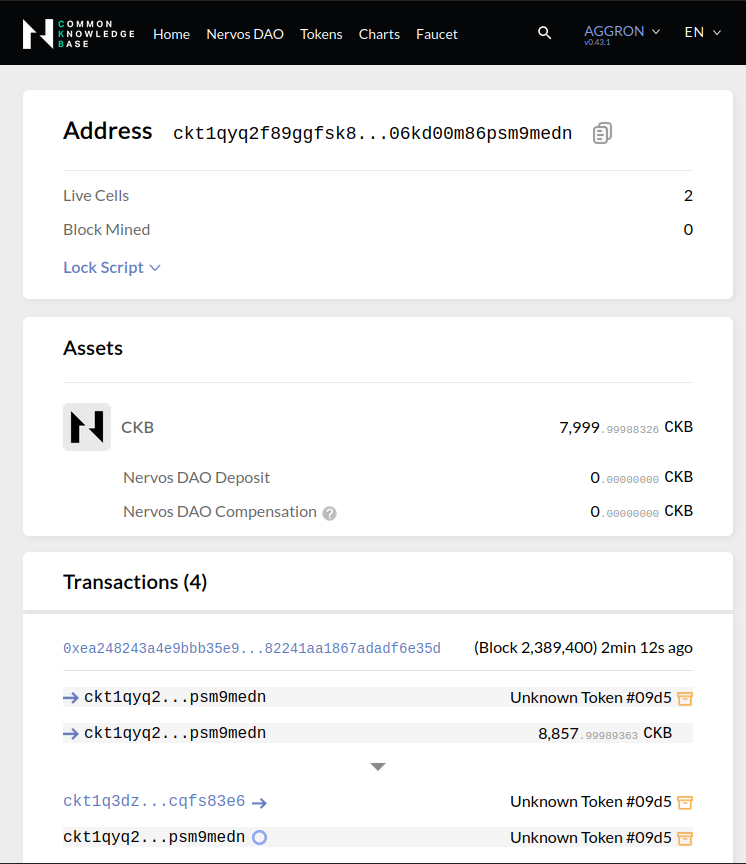 COMMON
KNOWLEDGE
BASE
Home Nervos DAO Tokens Charts Faucet AGGRON EN
v0.43.1
Address ckt1qyq2f89ggfsk8...06kd00m86psm9medn
Live Cells 2
Block Mined 0
Lock Script
Assets
CKB 7,999.99988326 CKB
Nervos DAO Deposit 0.00000000 CKB
Nervos DAO Compensation ? 0.00000000 CKB
Transactions (4)
0xea248243a4e9bbb35e9...82241aa1867adadf6e35d (Block 2,389,400) 2min 12s ago
ckt1qyq2...psm9medn Unknown Token #09d5
ckt1qyq2...psm9medn 8,857.99989363 CKB
ckt1q3dz...cqfs83e6 Unknown Token #09d5
ckt1qyq2...psm9medn Unknown Token #09d5